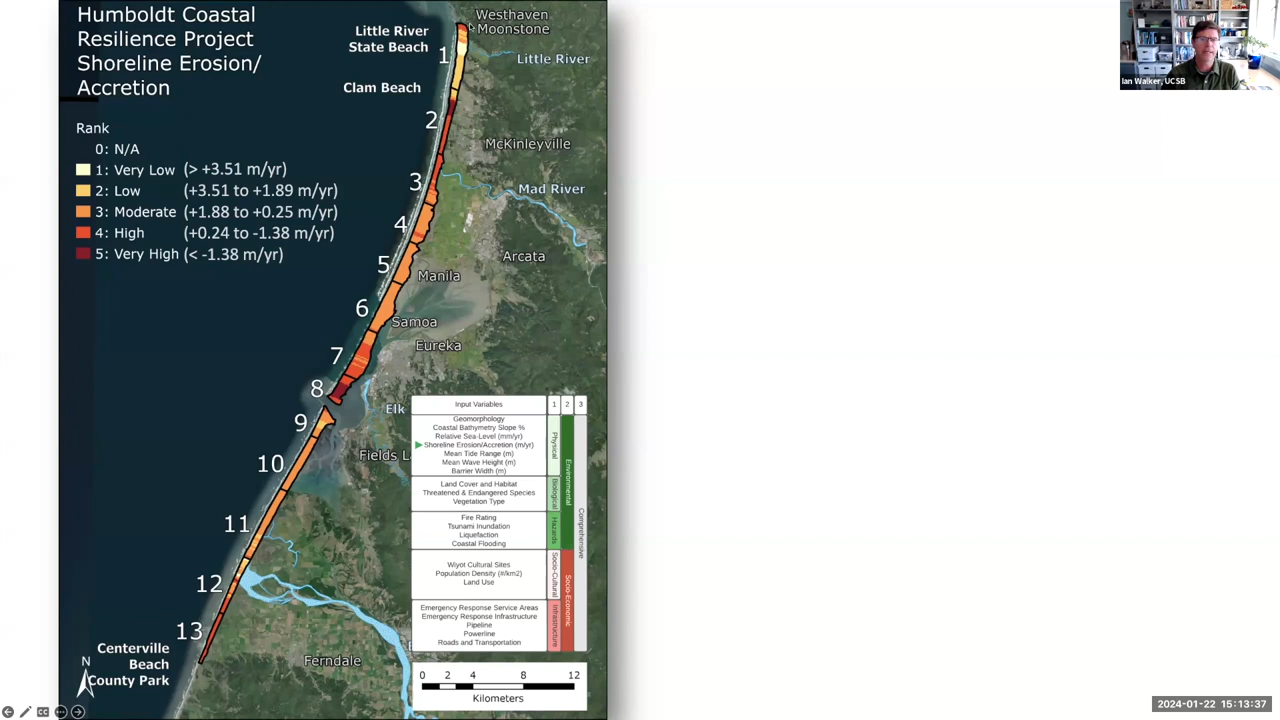 Humboldt Coastal
Resilience Project
Shoreline Erosion/
Accretion
Rank
0: N/A
1: Very Low (> +3.51 m/yr)
2: Low (+3.51 to +1.89 m/yr)
3: Moderate (+1.88 to +0.25 m/yr)
4: High (+0.24 to -1.38 m/yr)
5: Very High (< -1.38 m/yr)
Westhaven
Moonstone
Little River
State Beach
1
Little River
Clam Beach
2
McKinleyville
3
Mad River
4
Arcata
5
Manila
6
Samoa
Eureka
7
8
Elk
9
Fields L
10
11
12
13
Centerville
Beach
County Park
Ferndale
N
Input Variables 1 2 3
Geomorphology
Coastal Bathymetry Slope %
Relative Sea-Level (mm/yr)
Shoreline Erosion/Accretion (m/yr)
Mean Tide Range (m)
Mean Wave Height (m)
Barrier Width (m)
Physical
Land Cover and Habitat
Threatened & Endangered Species
Vegetation Type
Biological
Fire Rating
Tsunami Inundation
Liquefaction
Coastal Flooding
Hazards
Environmental
Wiyot Cultural Sites
Population Density (#/km2)
Land Use
Socio-Cultural
Emergency Response Service Areas
Emergency Response Infrastructure
Pipeline
Powerline
Roads and Transportation
Infrastructure
Socio-Economic
Comprehensive
0 2 4 8 12
Kilometers
Ian Walker, UCSB
2024-01-22 15:13:37
CC